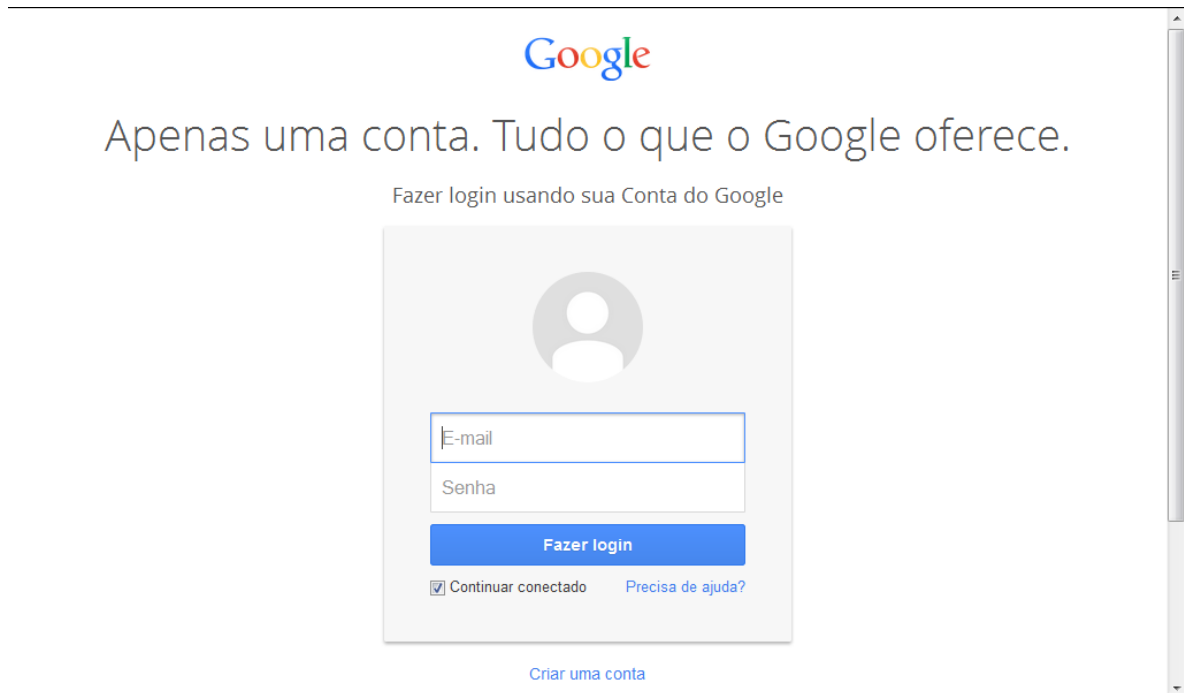 Google
Apenas uma conta. Tudo o que o Google oferece.
Fazer login usando sua Conta do Google
E-mail
Senha
Fazer login
Continuar conectado Precisa de ajuda?
Criar uma conta